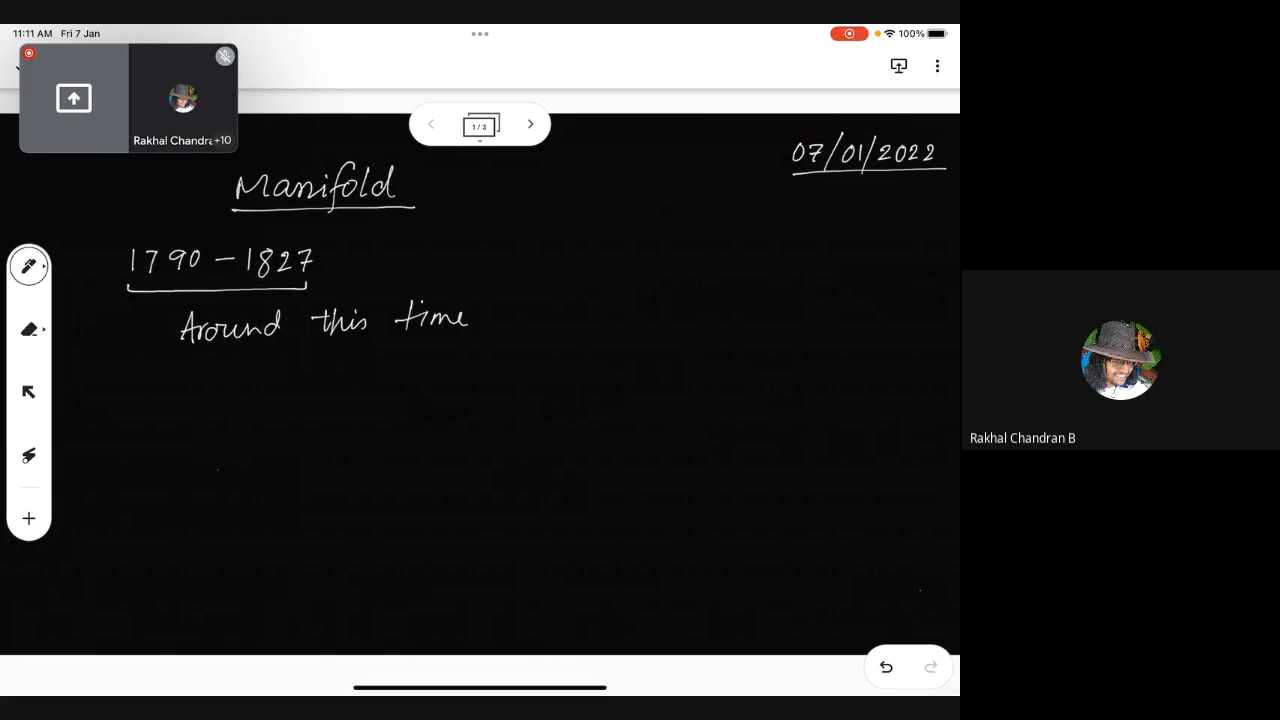 11:11 AM Fri 7 Jan
100%
Rakhal Chandra +10
1/3
07/01/2022
Manifold
1790 – 1827
Around this time
Rakhal Chandran B